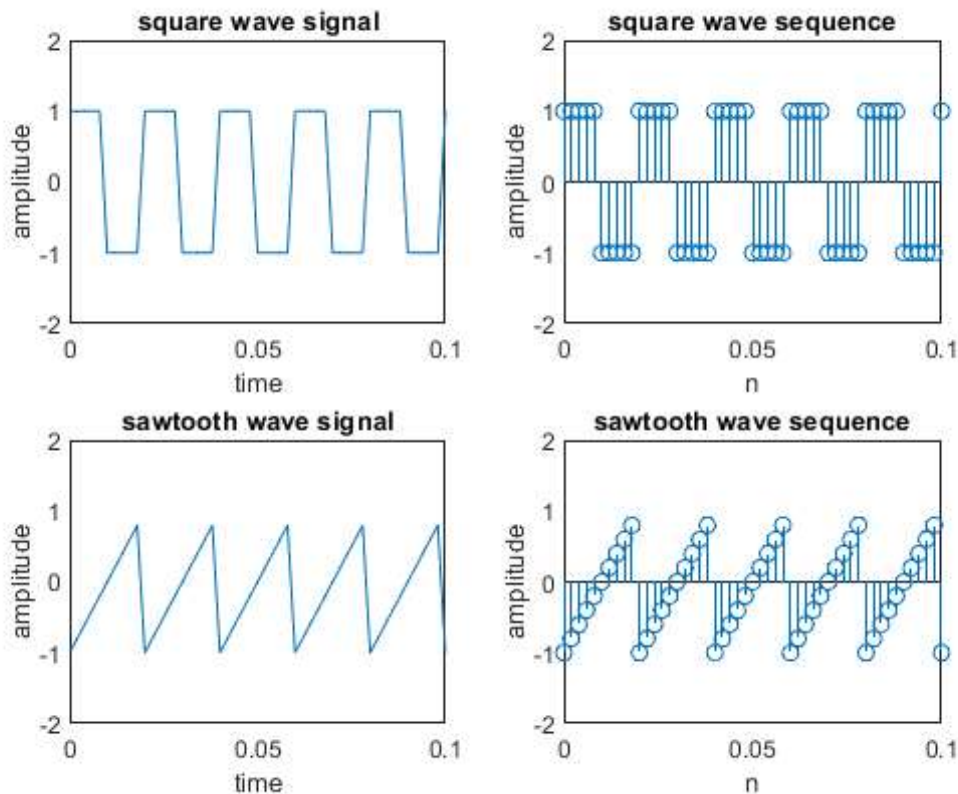 square wave signal
2
1
0
-1
-2
amplitude
0 0.05 0.1
time
square wave sequence
2
1
0
-1
-2
amplitude
0 0.05 0.1
n
sawtooth wave signal
2
1
0
-1
-2
amplitude
0 0.05 0.1
time
sawtooth wave sequence
2
1
0
-1
-2
amplitude
0 0.05 0.1
n